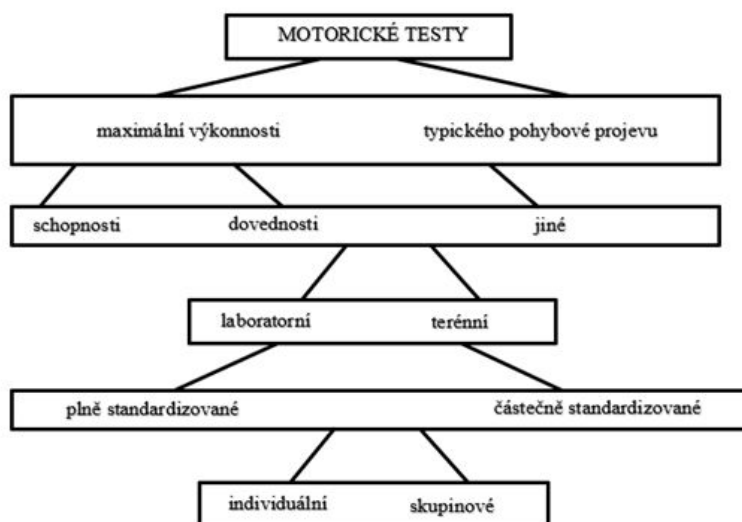 MOTORICKÉ TESTY
maximální výkonnosti typického pohybové projevu
schopnosti dovednosti jiné
laboratorní terénní
plně standardizované částečně standardizované
individuální skupinové